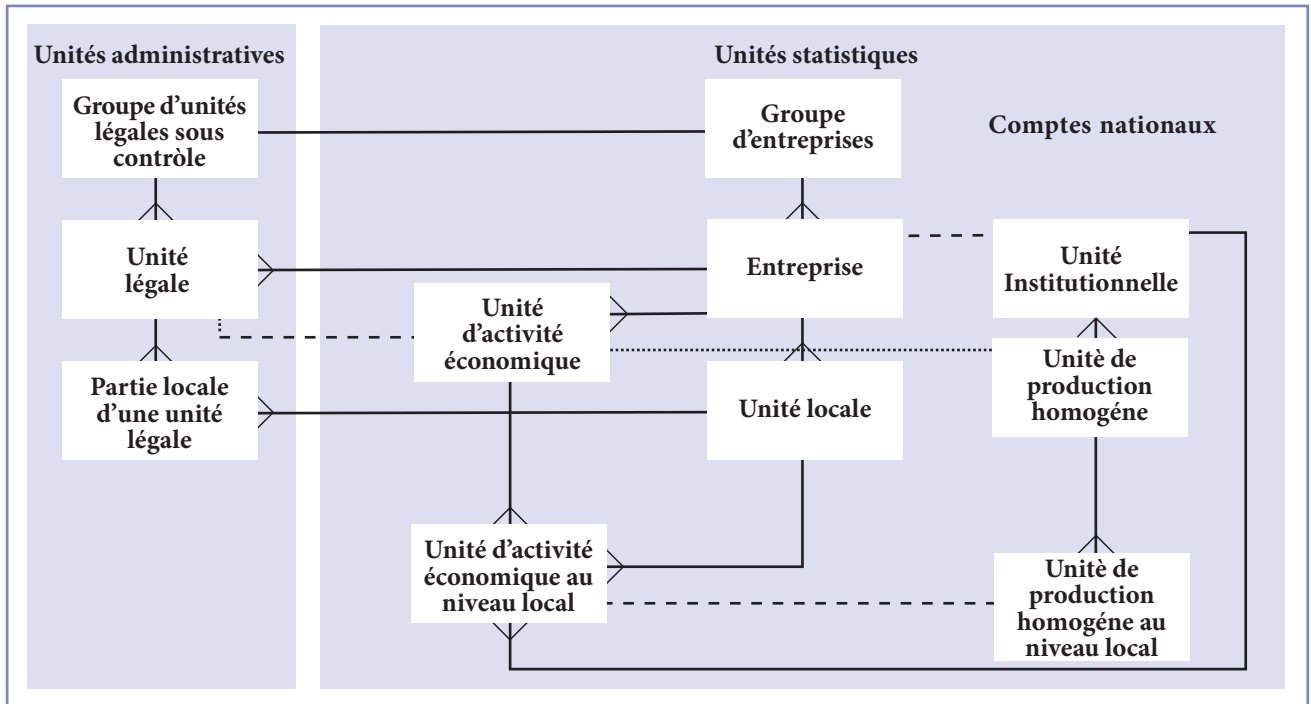 Unités administratives
Groupe d’unités
légales sous
contrôle
Unité
légale
Partie locale
d’une unité
légale
Unités statistiques
Groupe
d’entreprises
Comptes nationaux
Entreprise
Unité
Institutionnelle
Unité
d’activité
économique
Unitè de
production
homogéne
Unité locale
Unité d’activité
économique au
niveau local
Unitè de
production
homogéne au
niveau local